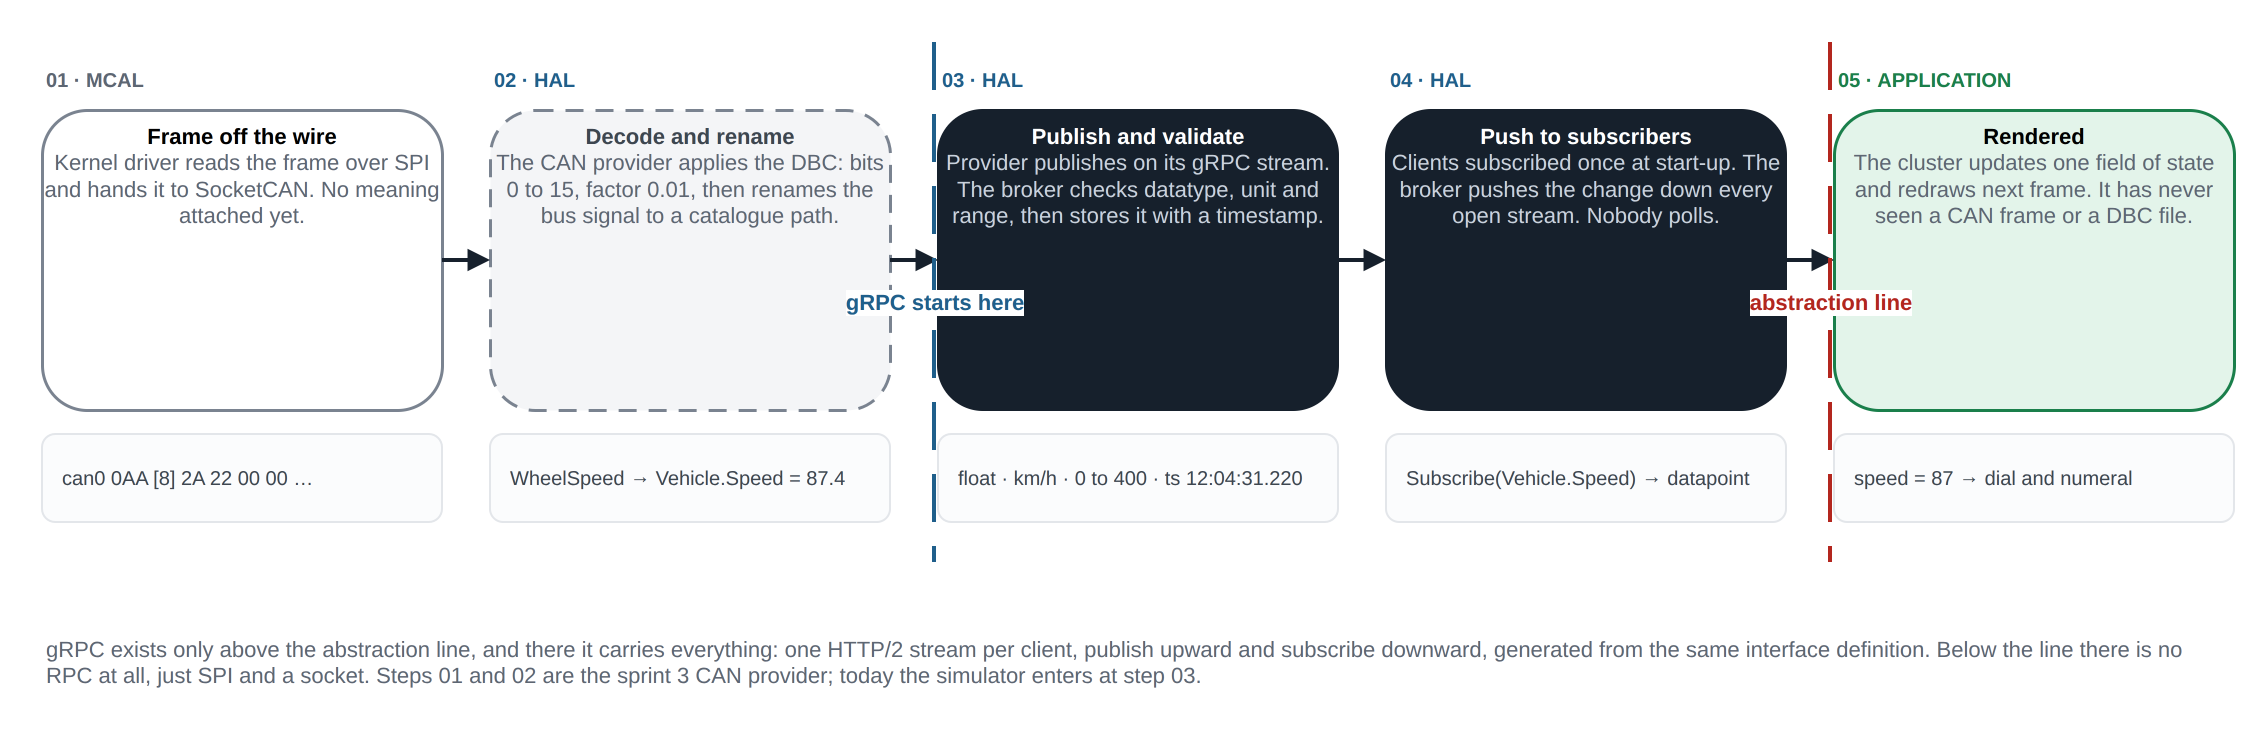 01 · MCAL
Frame off the wire
Kernel driver reads the frame over SPI
and hands it to SocketCAN. No meaning
attached yet.
can0 0AA [8] 2A 22 00 00 …
02 · HAL
Decode and rename
The CAN provider applies the DBC: bits
0 to 15, factor 0.01, then renames the
bus signal to a catalogue path.
WheelSpeed → Vehicle.Speed = 87.4
gRPC starts here
03 · HAL
Publish and validate
Provider publishes on its gRPC stream.
The broker checks datatype, unit and
range, then stores it with a timestamp.
float · km/h · 0 to 400 · ts 12:04:31.220
04 · HAL
Push to subscribers
Clients subscribed once at start-up. The
broker pushes the change down every
open stream. Nobody polls.
Subscribe(Vehicle.Speed) → datapoint
abstraction line
05 · APPLICATION
Rendered
The cluster updates one field of state
and redraws next frame. It has never
seen a CAN frame or a DBC file.
speed = 87 → dial and numeral
gRPC exists only above the abstraction line, and there it carries everything: one HTTP/2 stream per client, publish upward and subscribe downward, generated from the same interface definition. Below the line there is no
RPC at all, just SPI and a socket. Steps 01 and 02 are the sprint 3 CAN provider; today the simulator enters at step 03.